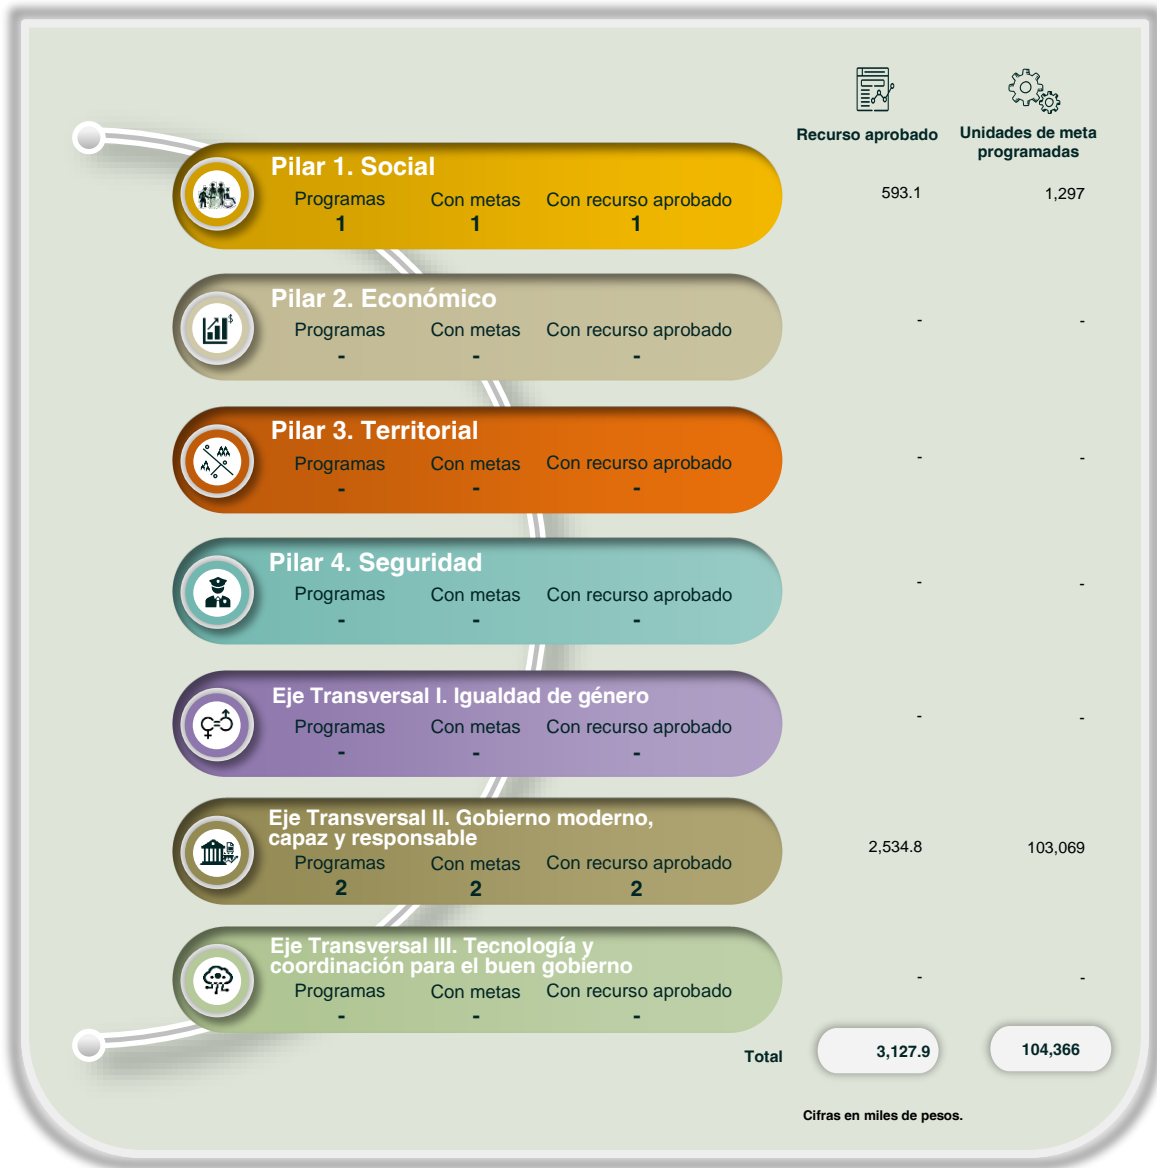 Recurso aprobado
Unidades de meta
programadas
Pilar 1. Social
Programas Con metas Con recurso aprobado
1 1 1
593.1 1,297
Pilar 2. Económico
Programas Con metas Con recurso aprobado
- - -
- -
Pilar 3. Territorial
Programas Con metas Con recurso aprobado
- - -
- -
Pilar 4. Seguridad
Programas Con metas Con recurso aprobado
- - -
- -
Eje Transversal I. Igualdad de género
Programas Con metas Con recurso aprobado
- - -
- -
Eje Transversal II. Gobierno moderno,
capaz y responsable
Programas Con metas Con recurso aprobado
2 2 2
2,534.8 103,069
Eje Transversal III. Tecnología y
coordinación para el buen gobierno
Programas Con metas Con recurso aprobado
- - -
- -
Total 3,127.9 104,366
Cifras en miles de pesos.